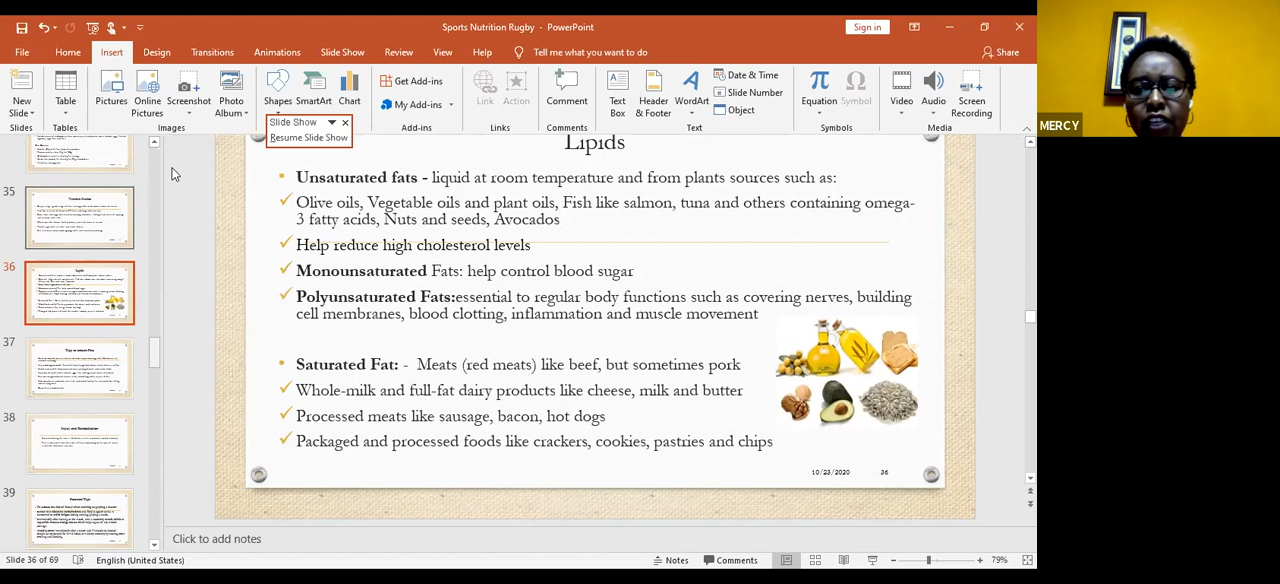 Sports Nutrition Rugby - PowerPoint
Sign in
File Home Insert Design Transitions Animations Slide Show Review View Help Tell me what you want to do Share
New Slide Table Pictures Online Pictures Screenshot Photo Album Shapes SmartArt Chart Get Add-ins My Add-ins Link Action Comment Text Box Header & Footer WordArt Date & Time Slide Number Object Equation Symbol Video Audio Screen Recording
Slides Tables Images Add-ins Links Comments Text Symbols Media
Slide Show
Resume Slide Show
MERCY
35
36
37
38
39
Lipids
• Unsaturated fats - liquid at room temperature and from plants sources such as:
✓ Olive oils, Vegetable oils and plant oils, Fish like salmon, tuna and others containing omega-
3 fatty acids, Nuts and seeds, Avocados
✓ Help reduce high cholesterol levels
✓ Monounsaturated Fats: help control blood sugar
✓ Polyunsaturated Fats:essential to regular body functions such as covering nerves, building
cell membranes, blood clotting, inflammation and muscle movement
• Saturated Fat: - Meats (red meats) like beef, but sometimes pork
✓ Whole-milk and full-fat dairy products like cheese, milk and butter
✓ Processed meats like sausage, bacon, hot dogs
✓ Packaged and processed foods like crackers, cookies, pastries and chips
10/23/2020 36
Click to add notes
Slide 36 of 69 English (United States) Notes Comments 79%